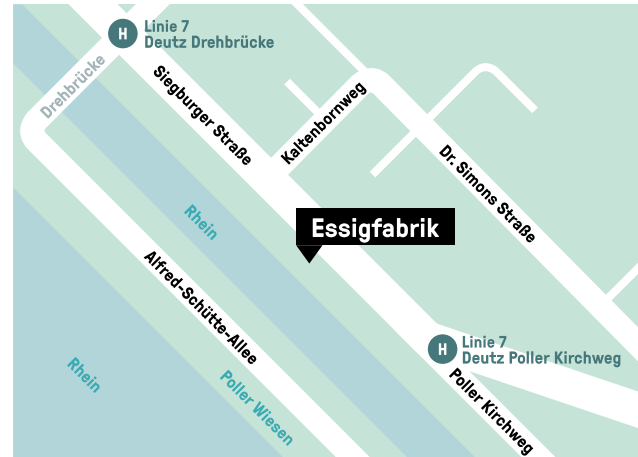 H
Linie 7
Deutz Drehbrücke
Drehbrücke
Siegburger Straße
Kaltenbornweg
Dr. Simons Straße
Rhein
Essigfabrik
Alfred-Schütte-Allee
H
Linie 7
Deutz Poller Kirchweg
Rhein
Poller Wiesen
Poller Kirchweg